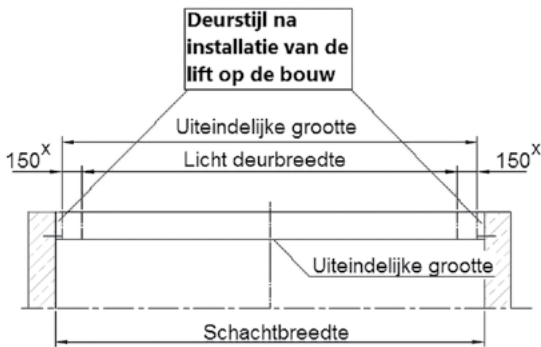 Deurstijl na
installatie van de
lift op de bouw
Uiteindelijke grootte
150ˣ Licht deurbreedte 150ˣ
Uiteindelijke grootte
Schachtbreedte